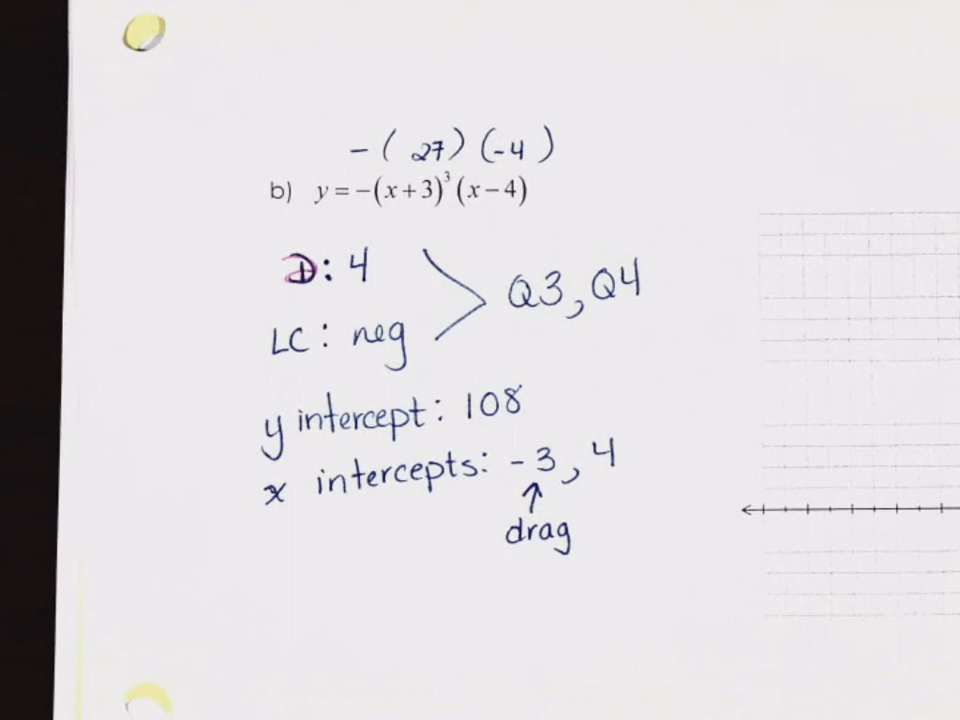 -( 27) (-4 )
b) y = -(x+3)³(x-4)
D: 4
LC: neg
Q3, Q4
y intercept: 108
x intercepts: -3, 4
↑
drag